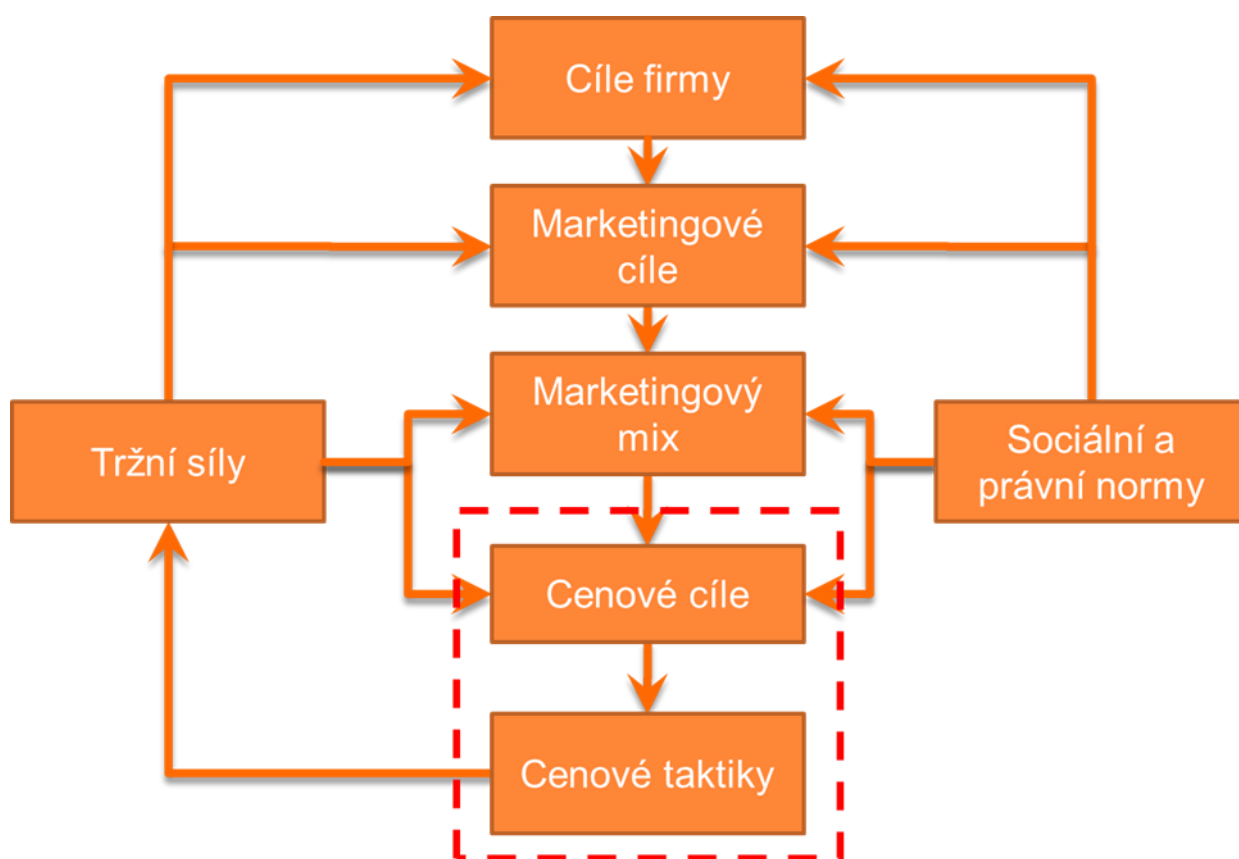 Cíle firmy
Marketingové
cíle
Marketingový
mix
Tržní síly
Sociální a
právní normy
Cenové cíle
Cenové taktiky